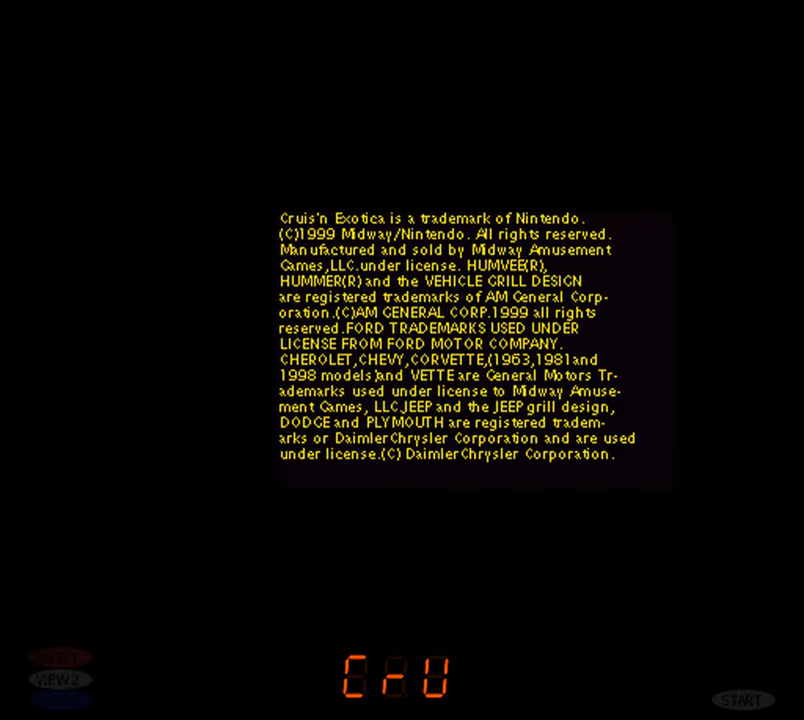 Cruis'n Exotica is a trademark of Nintendo.
(C)1999 Midway/Nintendo. All rights reserved.
Manufactured and sold by Midway Amusement
Games,LLC.under license. HUMVEE(R),
HUMMER(R) and the VEHICLE GRILL DESIGN
are registered trademarks of AM General Corp-
oration.(C)AM GENERAL CORP.1999 all rights
reserved.FORD TRADEMARKS USED UNDER
LICENSE FROM FORD MOTOR COMPANY.
CHEROLET,CHEVY,CORVETTE,(1963,1981and
1998 models)and VETTE are General Motors Tr-
ademarks used under license to Midway Amuse-
ment Games, LLC.JEEP and the JEEP grill design,
DODGE and PLYMOUTH are registered tradem-
arks or DaimlerChrysler Corporation and are used
under license.(C) DaimlerChrysler Corporation.
VIEW 2
START
CrU